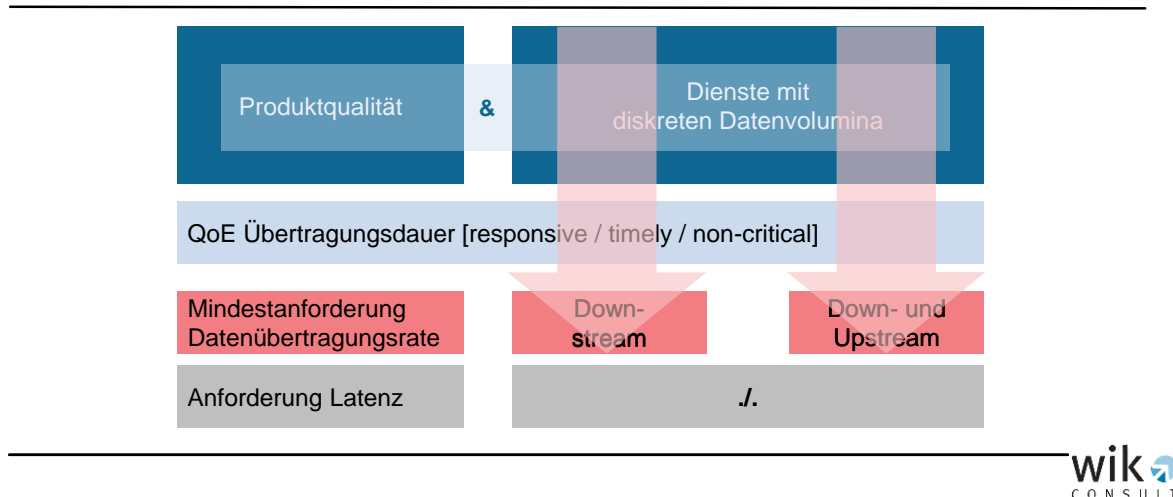 Produktqualität
&
Dienste mit
diskreten Datenvolumina
QoE Übertragungsdauer [responsive / timely / non-critical]
Mindestanforderung
Datenübertragungsrate
Down-
stream
Down- und
Upstream
Anforderung Latenz
./.
wik
CONSULT